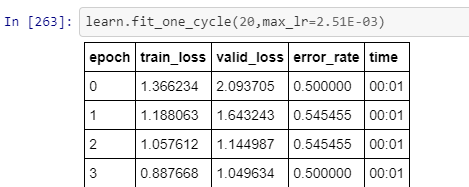 In [263]: learn.fit_one_cycle(20,max_lr=2.51E-03)
epoch train_loss valid_loss error_rate time
0 1.366234 2.093705 0.500000 00:01
1 1.188063 1.643243 0.545455 00:01
2 1.057612 1.144987 0.545455 00:01
3 0.887668 1.049634 0.500000 00:01